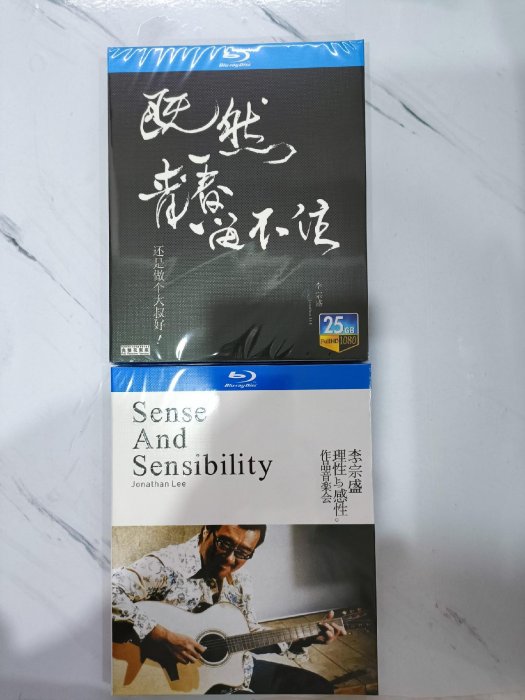 Blu-ray Disc
既然
青春
留不住
还是做个大叔好！
李宗盛
25GB
Full HD 1080
Blu-ray Disc
Sense
And
Sensibility
Jonathan Lee
李宗盛
理性与感性。
作品音楽会